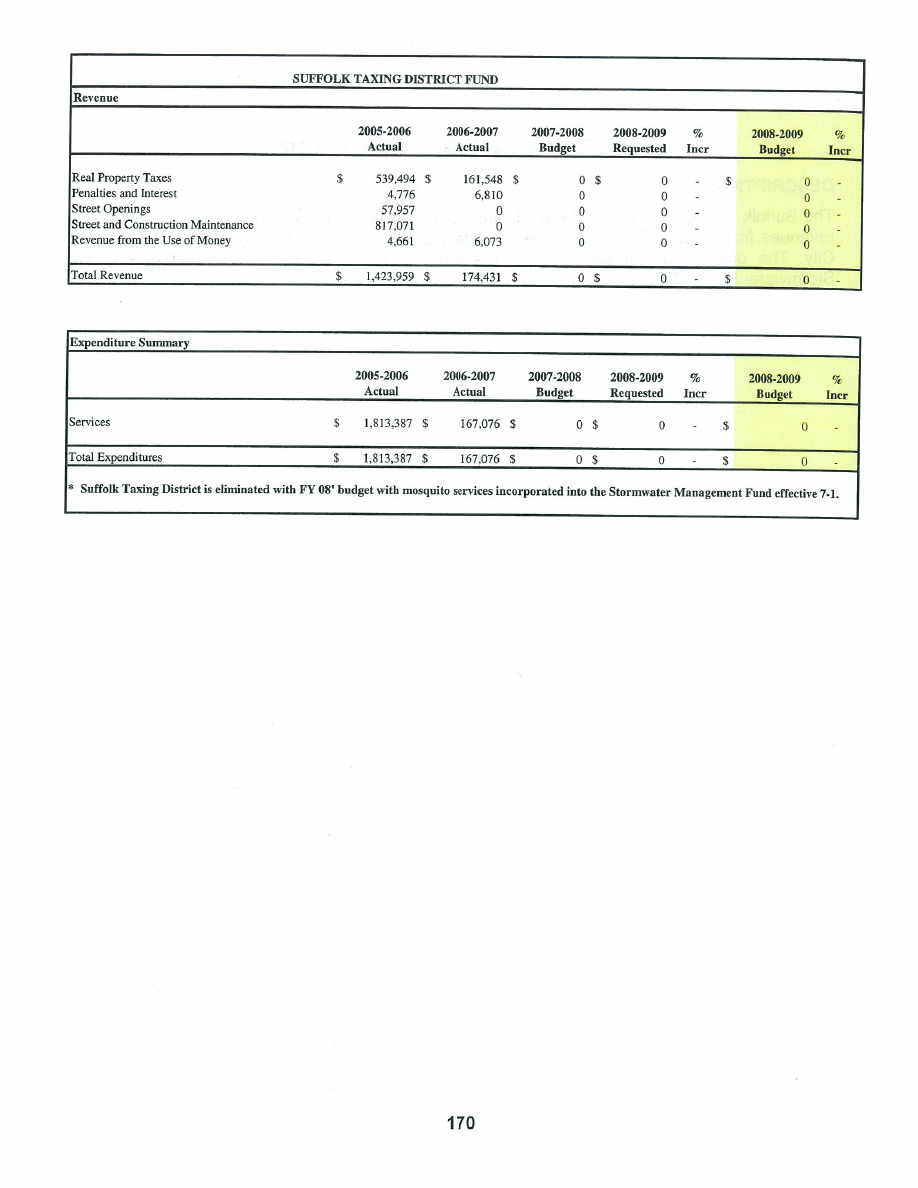 SUFFOLK TAXING DISTRICT FUND
Revenue
2005-2006 2006-2007 2007-2008 2008-2009 % 2008-2009 %
Actual Actual Budget Requested Incr Budget Incr
Real Property Taxes $ 539,494 $ 161,548 $ 0 $ 0 - $ 0 -
Penalties and Interest 4,776 6,810 0 0 - 0 -
Street Openings 57,957 0 0 0 - 0 -
Street and Construction Maintenance 817,071 0 0 0 - 0 -
Revenue from the Use of Money 4,661 6,073 0 0 - 0 -
Total Revenue $ 1,423,959 $ 174,431 $ 0 $ 0 - $ 0 -
Expenditure Summary
2005-2006 2006-2007 2007-2008 2008-2009 % 2008-2009 %
Actual Actual Budget Requested Incr Budget Incr
Services $ 1,813,387 $ 167,076 $ 0 $ 0 - $ 0 -
Total Expenditures $ 1,813,387 $ 167,076 $ 0 $ 0 - $ 0 -
* Suffolk Taxing District is eliminated with FY 08' budget with mosquito services incorporated into the Stormwater Management Fund effective 7-1.
170